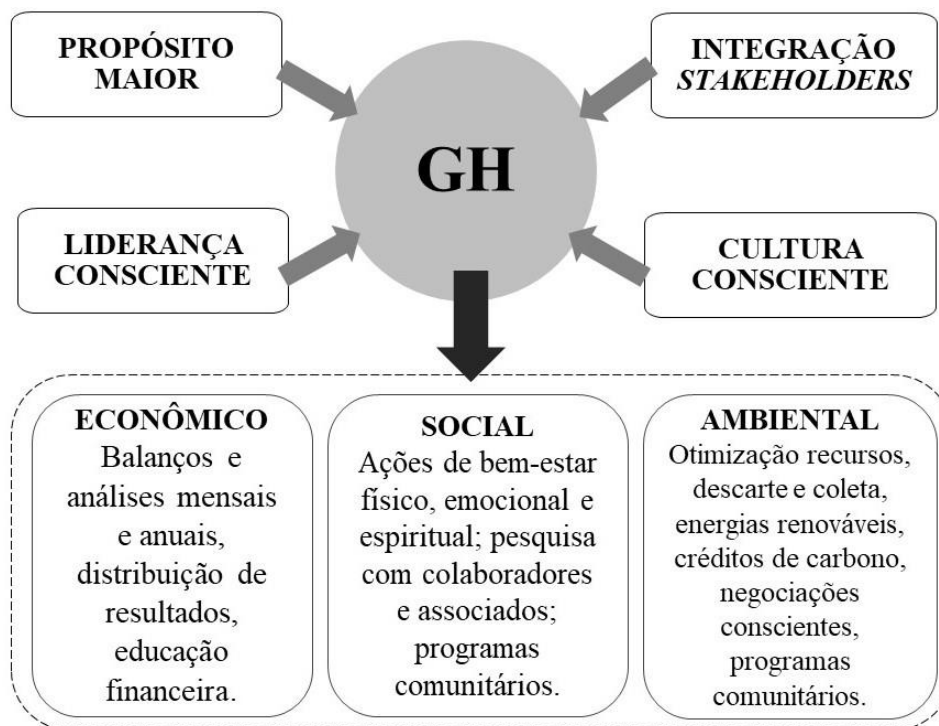 PROPÓSITO
MAIOR
INTEGRAÇÃO
STAKEHOLDERS
GH
LIDERANÇA
CONSCIENTE
CULTURA
CONSCIENTE
ECONÔMICO
Balanços e
análises mensais
e anuais,
distribuição de
resultados,
educação
financeira.
SOCIAL
Ações de bem-estar
físico, emocional e
espiritual; pesquisa
com colaboradores
e associados;
programas
comunitários.
AMBIENTAL
Otimização recursos,
descarte e coleta,
energias renováveis,
créditos de carbono,
negociações
conscientes,
programas
comunitários.